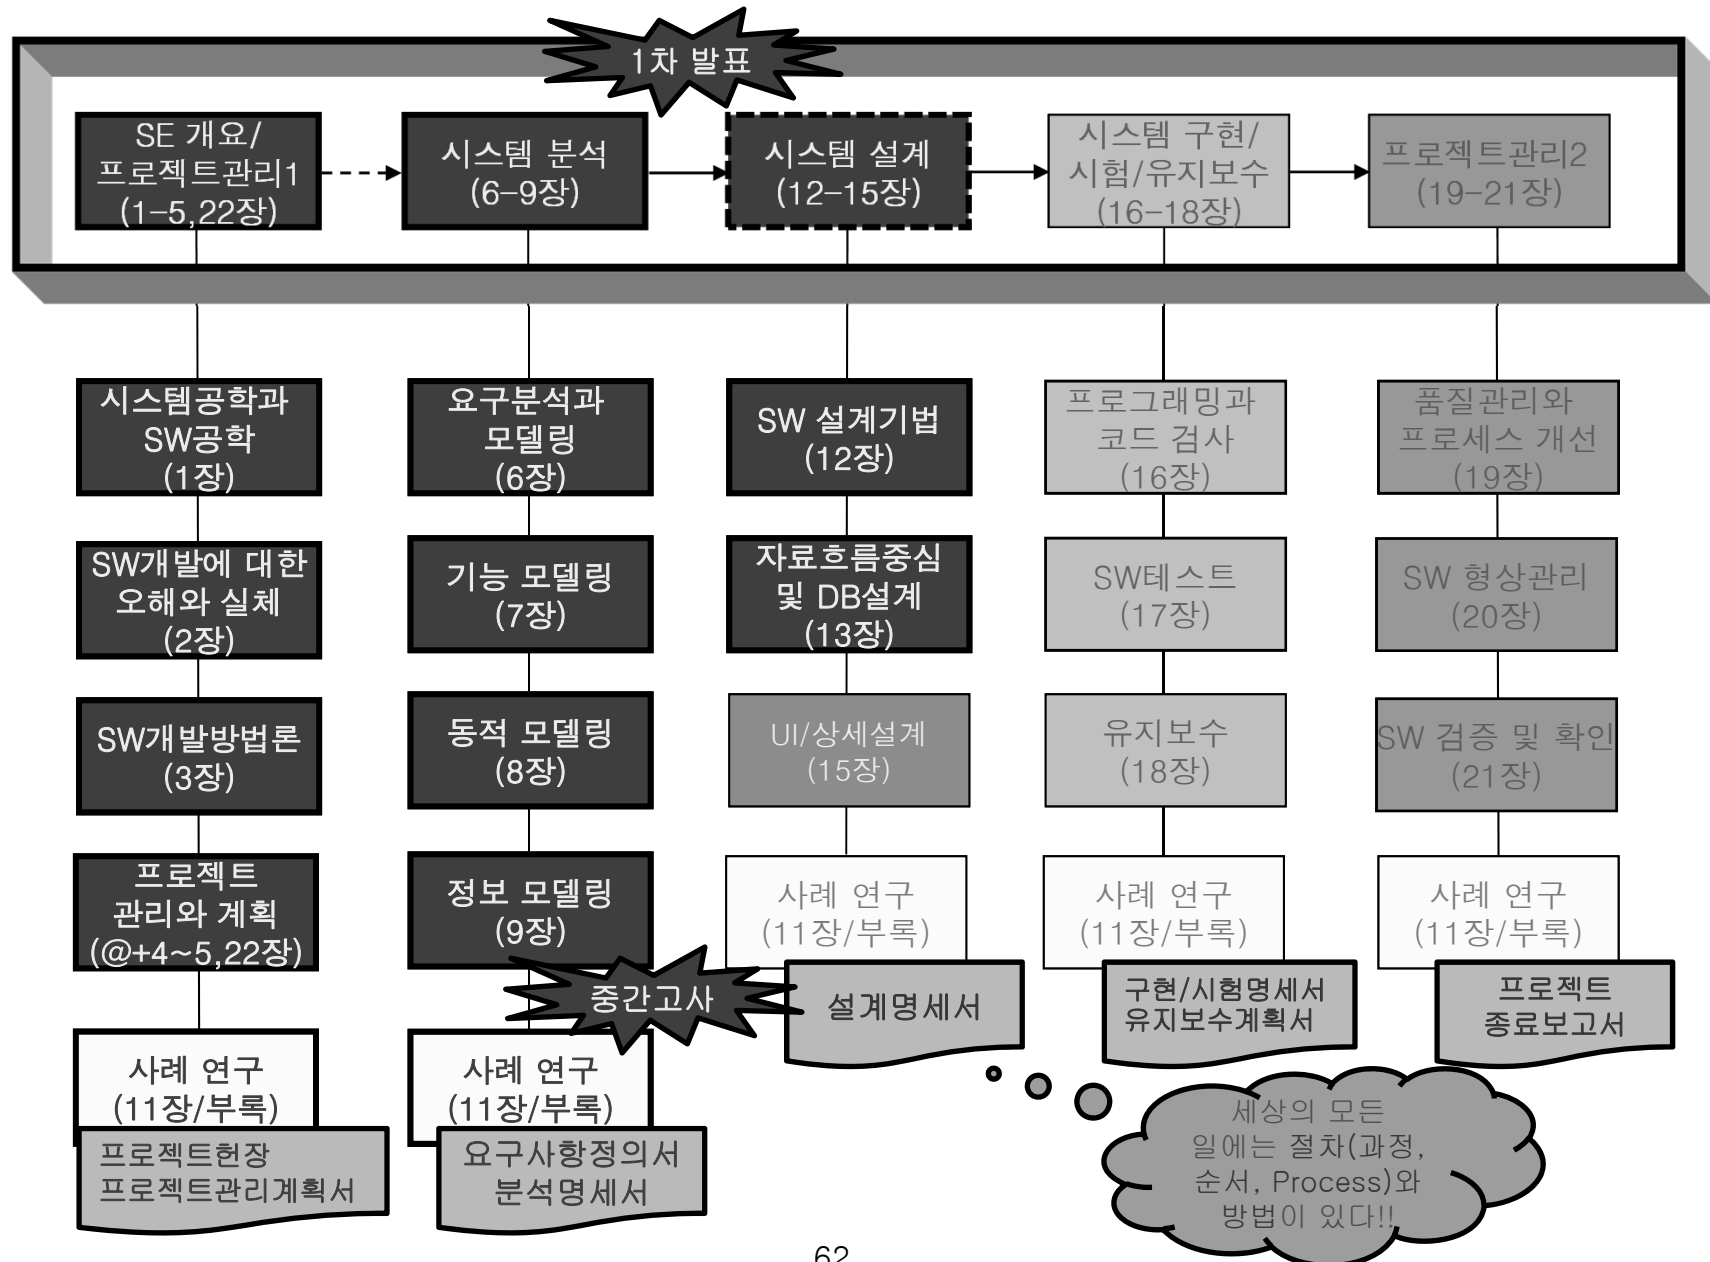 1차 발표
SE 개요/
프로젝트관리1
(1-5,22장)
시스템 분석
(6-9장)
시스템 설계
(12-15장)
시스템 구현/
시험/유지보수
(16-18장)
프로젝트관리2
(19-21장)
시스템공학과
SW공학
(1장)
SW개발에 대한
오해와 실체
(2장)
SW개발방법론
(3장)
프로젝트
관리와 계획
(@+4~5,22장)
사례 연구
(11장/부록)
프로젝트헌장
프로젝트관리계획서
요구분석과
모델링
(6장)
기능 모델링
(7장)
동적 모델링
(8장)
정보 모델링
(9장)
중간고사
사례 연구
(11장/부록)
요구사항정의서
분석명세서
SW 설계기법
(12장)
자료흐름중심
및 DB설계
(13장)
UI/상세설계
(15장)
사례 연구
(11장/부록)
설계명세서
프로그래밍과
코드 검사
(16장)
SW테스트
(17장)
유지보수
(18장)
사례 연구
(11장/부록)
구현/시험명세서
유지보수계획서
품질관리와
프로세스 개선
(19장)
SW 형상관리
(20장)
SW 검증 및 확인
(21장)
사례 연구
(11장/부록)
프로젝트
종료보고서
세상의 모든
일에는 절차(과정,
순서, Process)와
방법이 있다!!
62